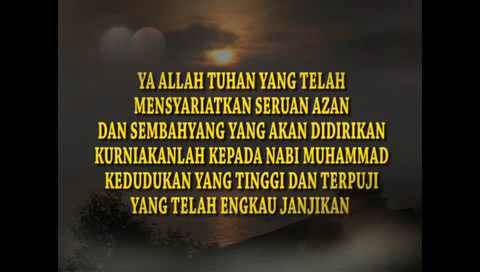 YA ALLAH TUHAN YANG TELAH
MENSYARIATKAN SERUAN AZAN
DAN SEMBAHYANG YANG AKAN DIDIRIKAN
KURNIAKANLAH KEPADA NABI MUHAMMAD
KEDUDUKAN YANG TINGGI DAN TERPUJI
YANG TELAH ENGKAU JANJIKAN